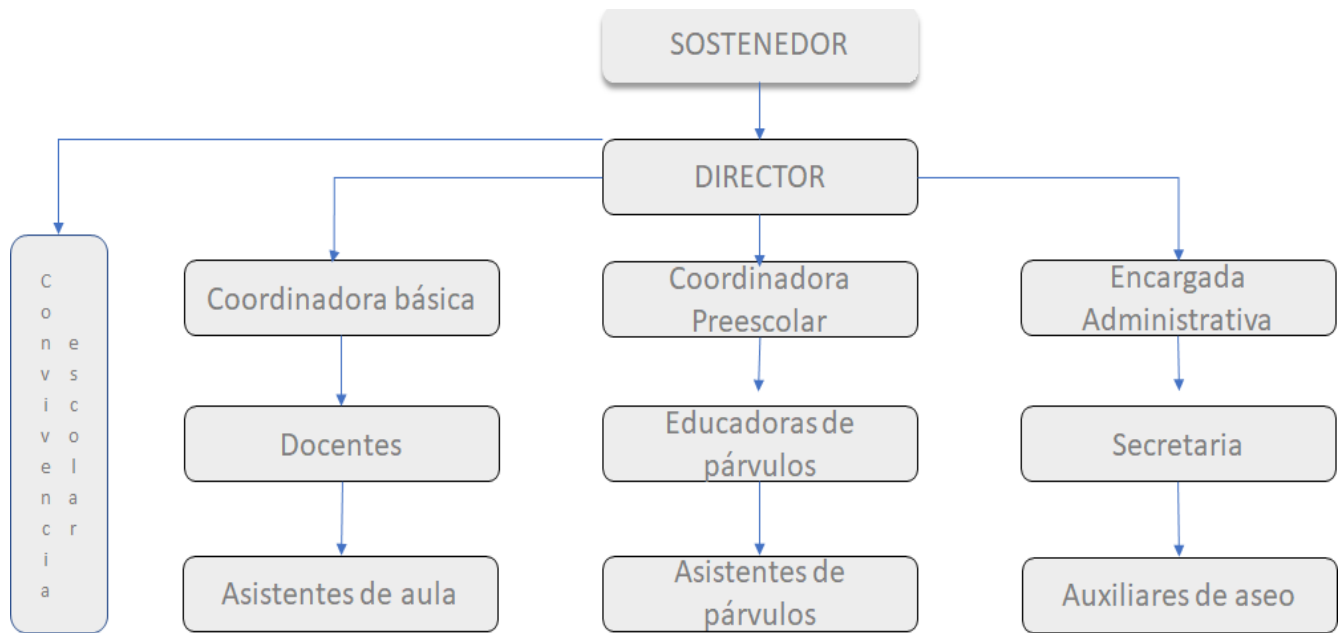 SOSTENEDOR
DIRECTOR
Convivencia
escolar
Coordinadora básica
Coordinadora
Preescolar
Encargada
Administrativa
Docentes
Educadoras de
párvulos
Secretaria
Asistentes de aula
Asistentes de
párvulos
Auxiliares de aseo